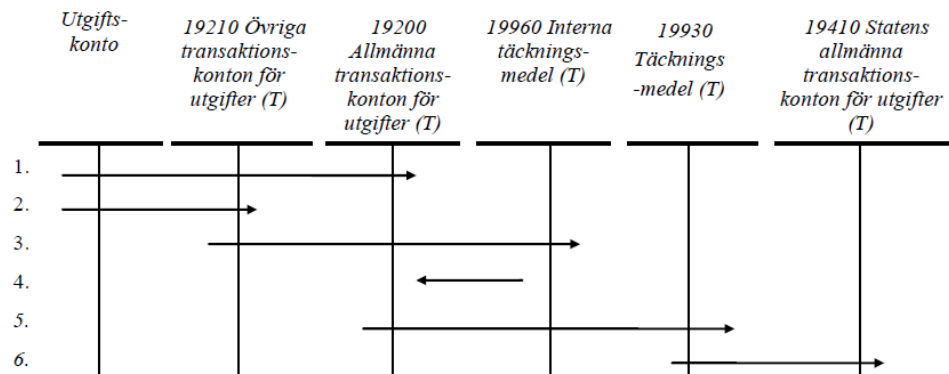 Utgifts-
konto
19210 Övriga
transaktions-
konton för
utgifter (T)
19200
Allmänna
transaktions-
konton för
utgifter (T)
19960 Interna
täcknings-
medel (T)
19930
Täcknings
-medel (T)
19410 Statens
allmänna
transaktions-
konton för utgifter
(T)
1.
2.
3.
4.
5.
6.